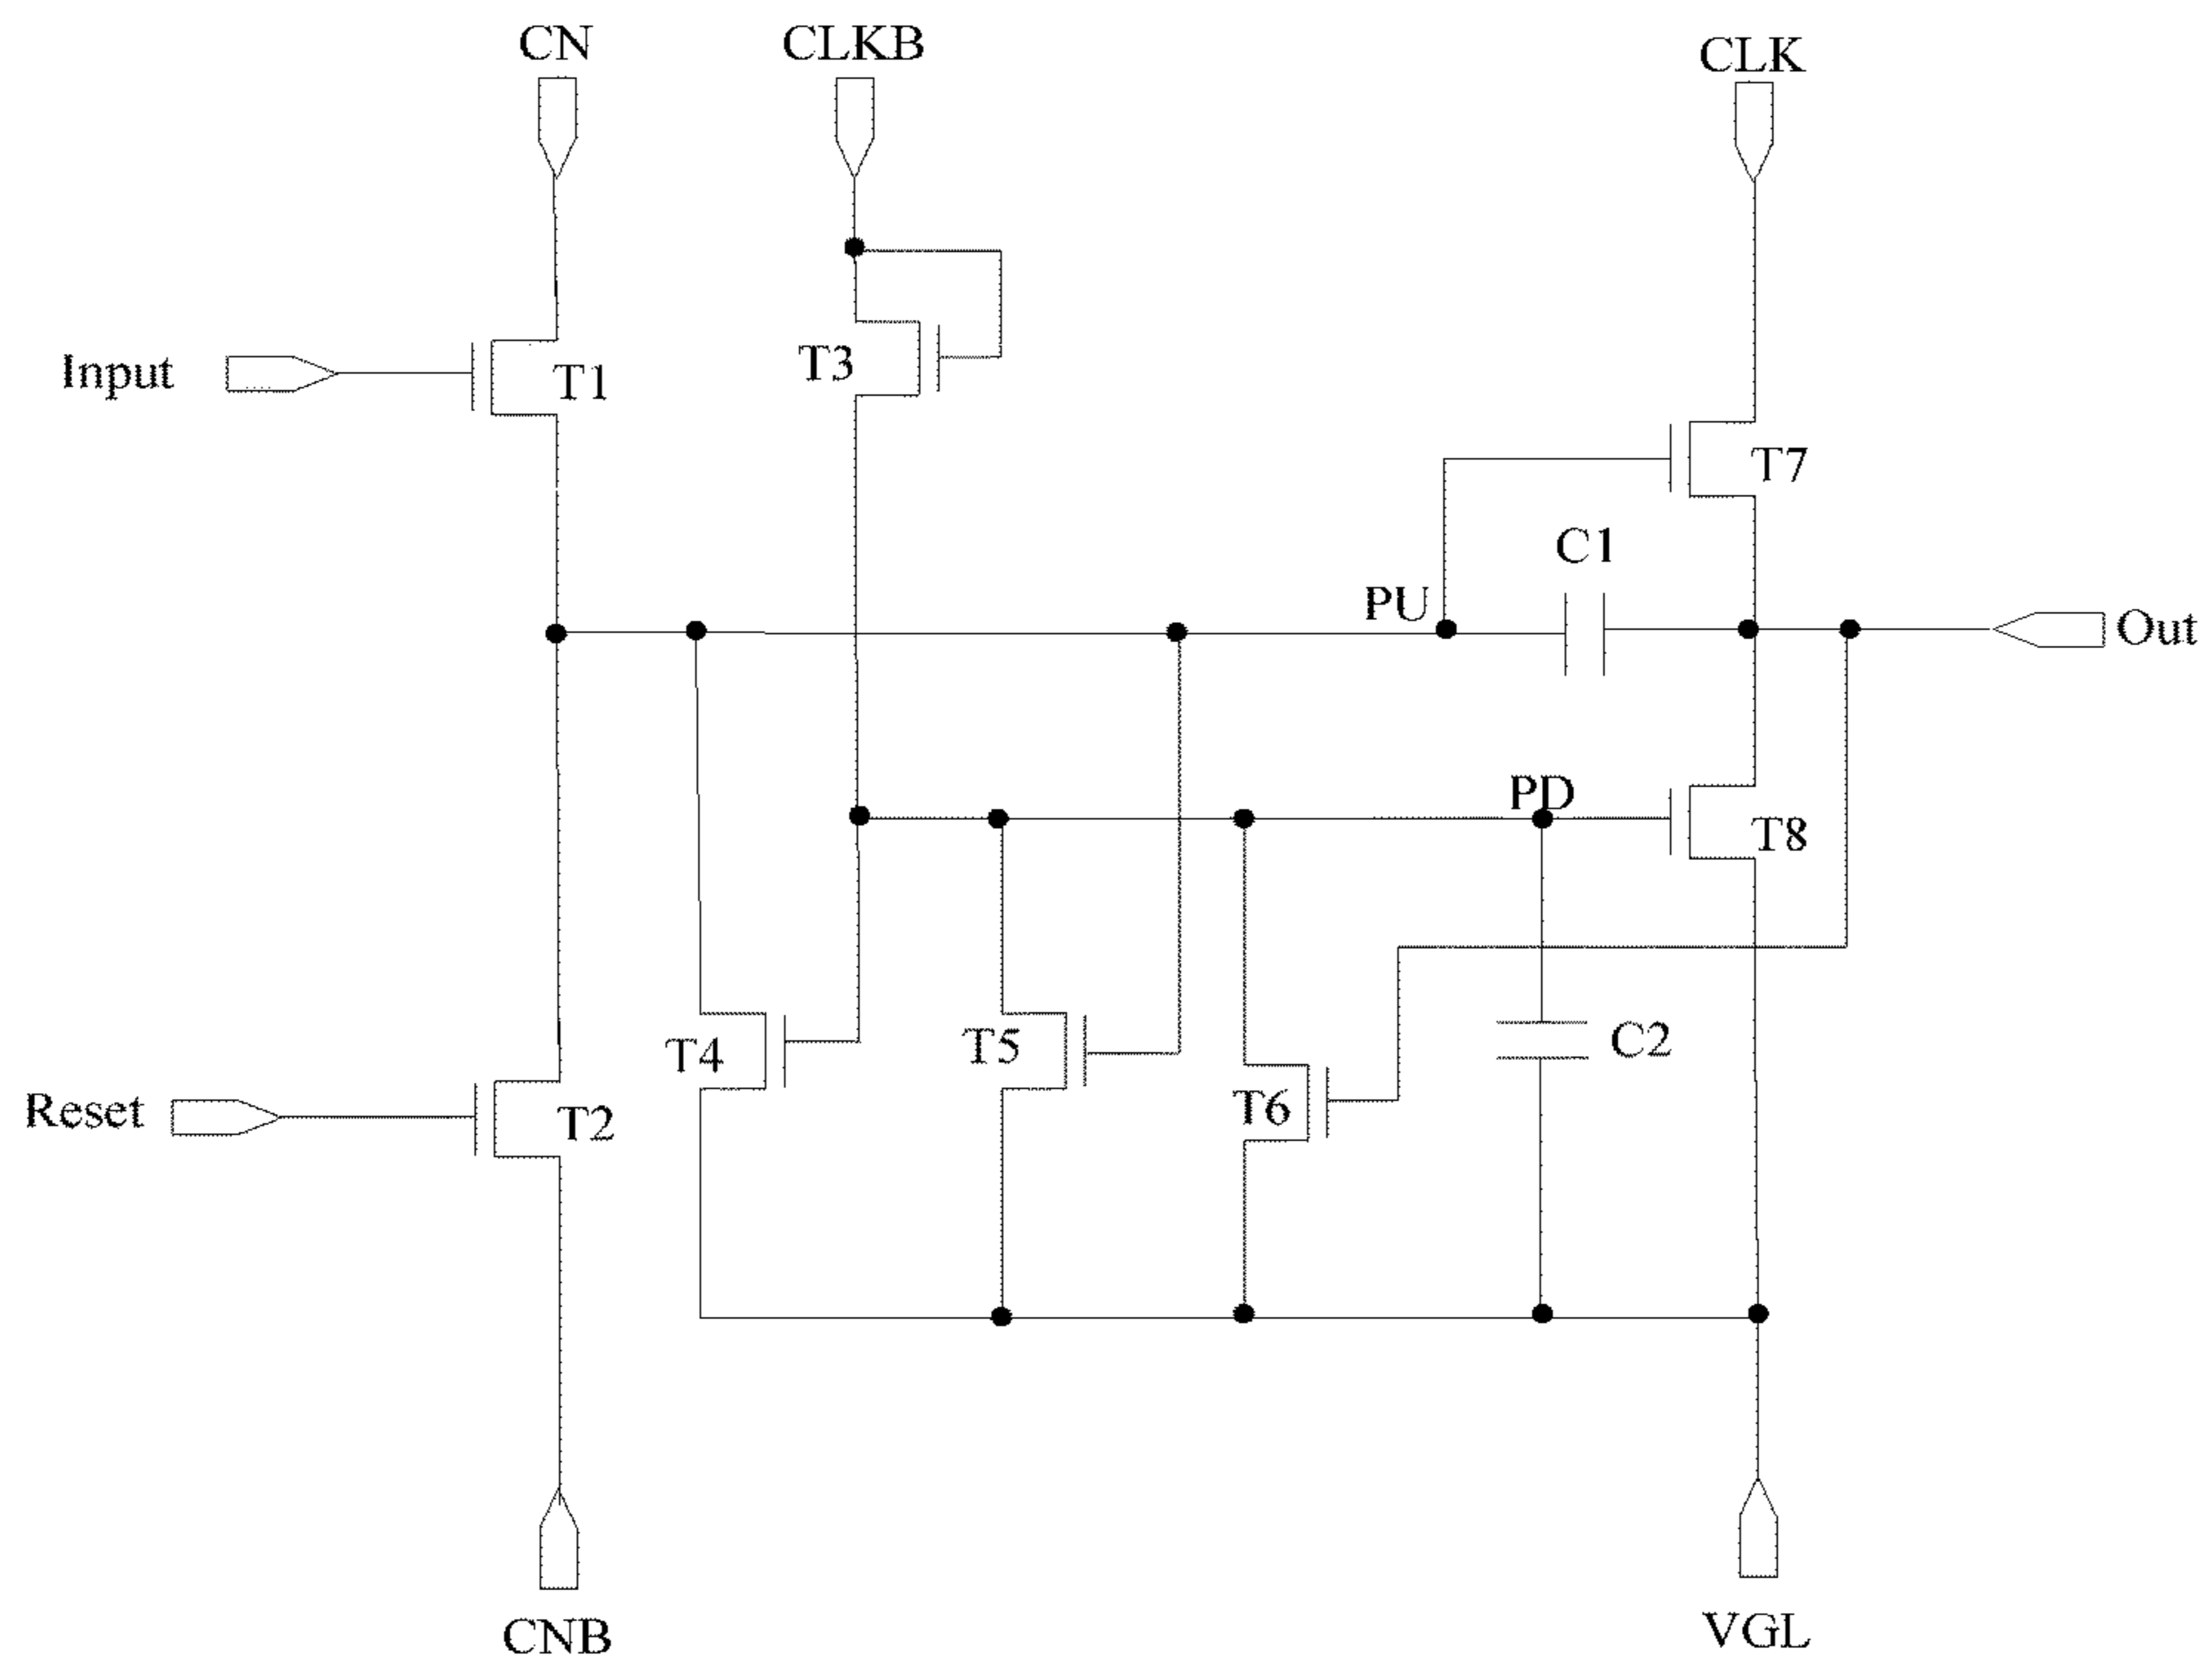 CN
CLKB
CLK
Input
T1
T3
T7
C1
PU
Out
PD
T8
T4
T5
C2
T6
Reset
T2
CNB
VGL